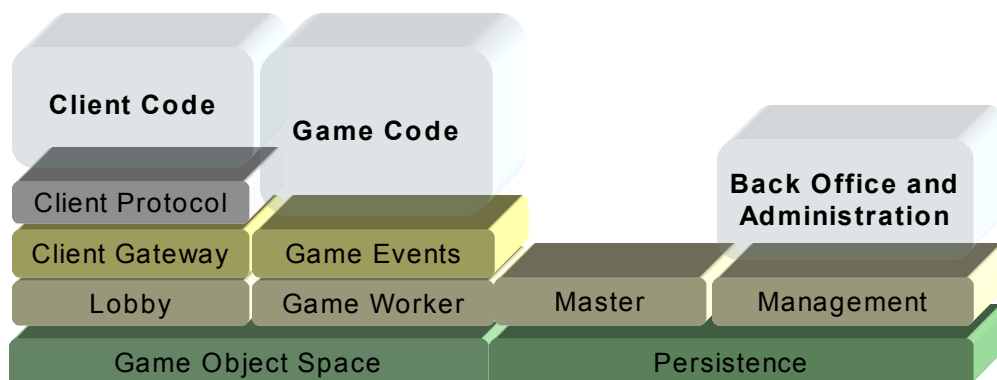 Client Code
Game Code
Back Office and
Administration
Client Protocol
Client Gateway
Game Events
Lobby
Game Worker
Master
Management
Game Object Space
Persistence